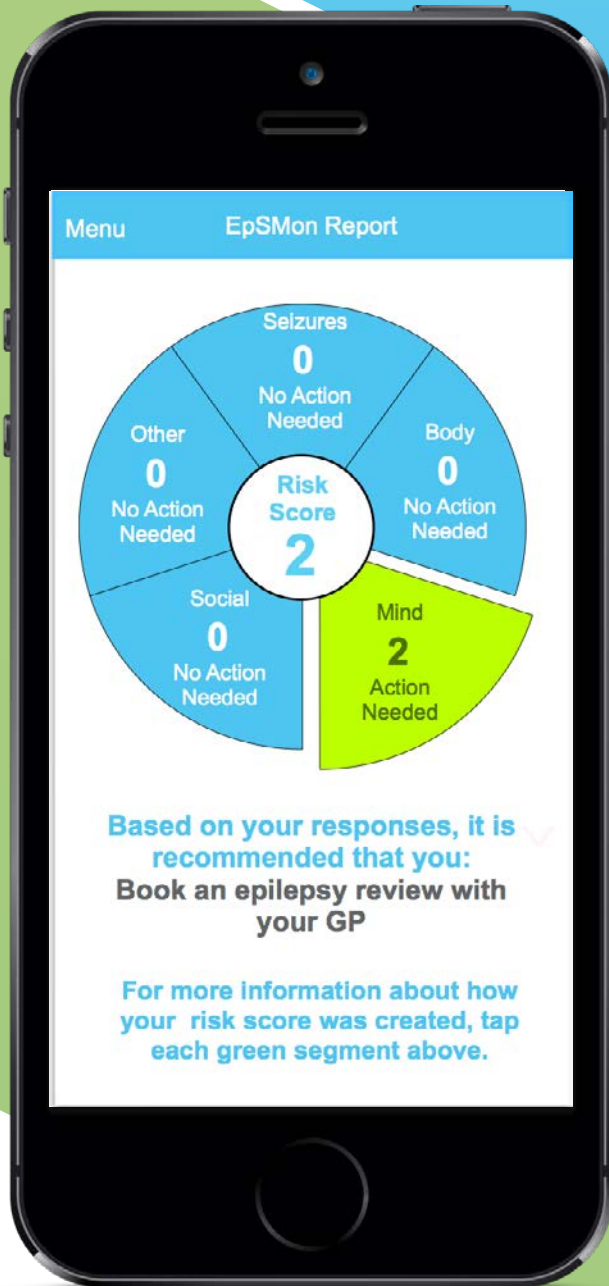 Menu
EpSMon Report
Seizures
0
No Action
Needed
Other
0
No Action
Needed
Body
0
No Action
Needed
Risk
Score
2
Social
0
No Action
Needed
Mind
2
Action
Needed
Based on your responses, it is
recommended that you:
Book an epilepsy review with
your GP
For more information about how
your risk score was created, tap
each green segment above.